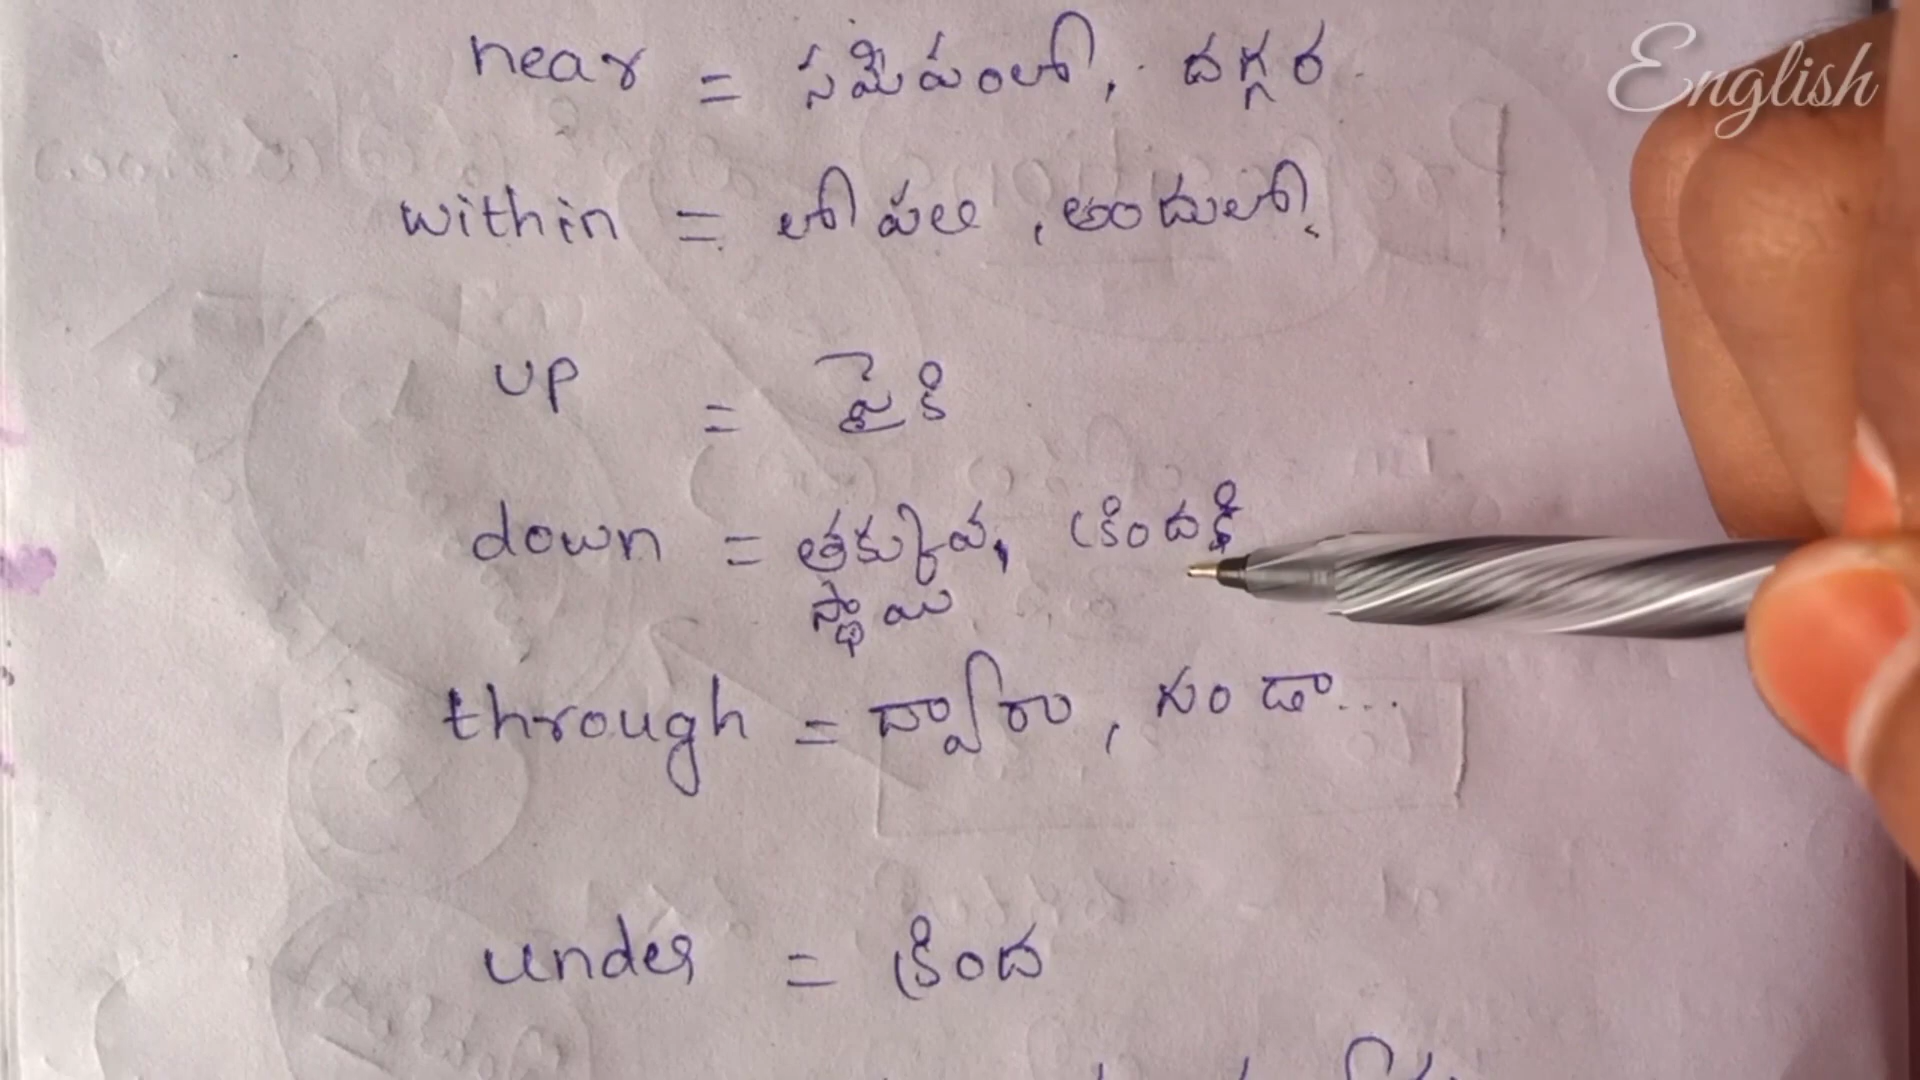 English
near = సమీపంలో, దగ్గర
within = లోపల, అందులో.
up = పైకి
down = తక్కువ, క్రిందకి
స్థాయి
through = ద్వారా, గుండా...
under = క్రింద